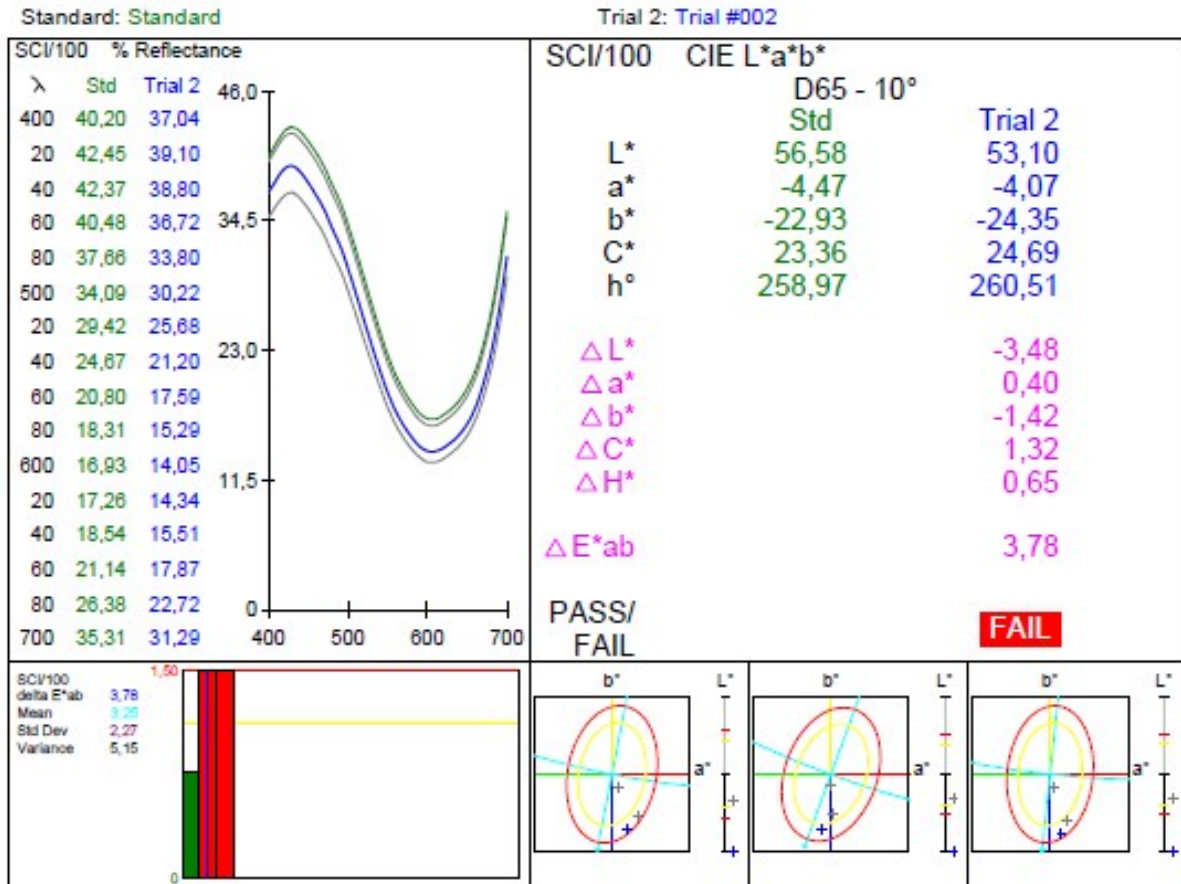 Standard: Standard
Trial 2: Trial #002
SCI/100 % Reflectance
λ Std Trial 2
400 40,20 37,04
20 42,45 39,10
40 42,37 38,80
60 40,48 36,72
80 37,66 33,80
500 34,09 30,22
20 29,42 25,68
40 24,67 21,20
60 20,80 17,59
80 18,31 15,29
600 16,93 14,05
20 17,26 14,34
40 18,54 15,51
60 21,14 17,87
80 26,38 22,72
700 35,31 31,29
46,0
34,5
23,0
11,5
0
400 500 600 700
SCI/100 CIE L*a*b*
D65 - 10°
Std Trial 2
L* 56,58 53,10
a* -4,47 -4,07
b* -22,93 -24,35
C* 23,36 24,69
h° 258,97 260,51
△ L* -3,48
△ a* 0,40
△ b* -1,42
△ C* 1,32
△ H* 0,65
△ E*ab 3,78
PASS/
FAIL
FAIL
SCI/100
delta E*ab 3,78
Mean 3,25
Std Dev 2,27
Variance 5,15
1,50
0
b* L*
a*
b* L*
a*
b* L*
a*